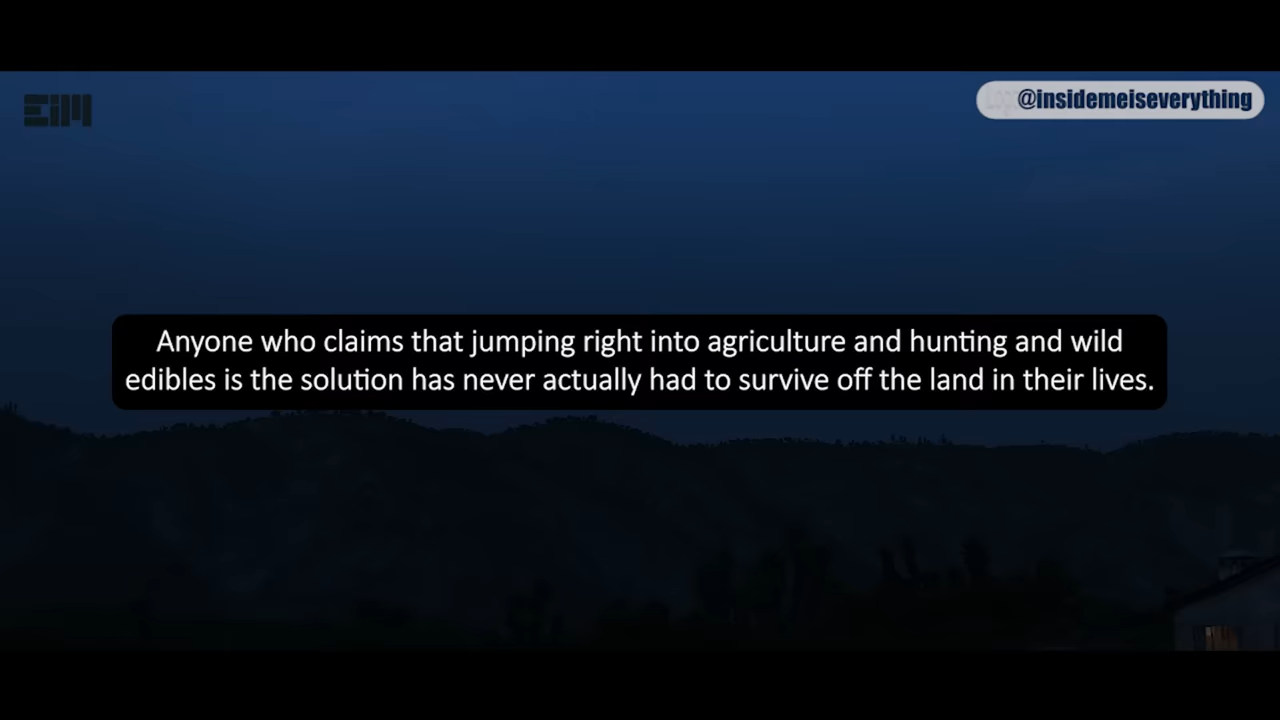 EIM
@insidemeiseverything
Anyone who claims that jumping right into agriculture and hunting and wild
edibles is the solution has never actually had to survive off the land in their lives.